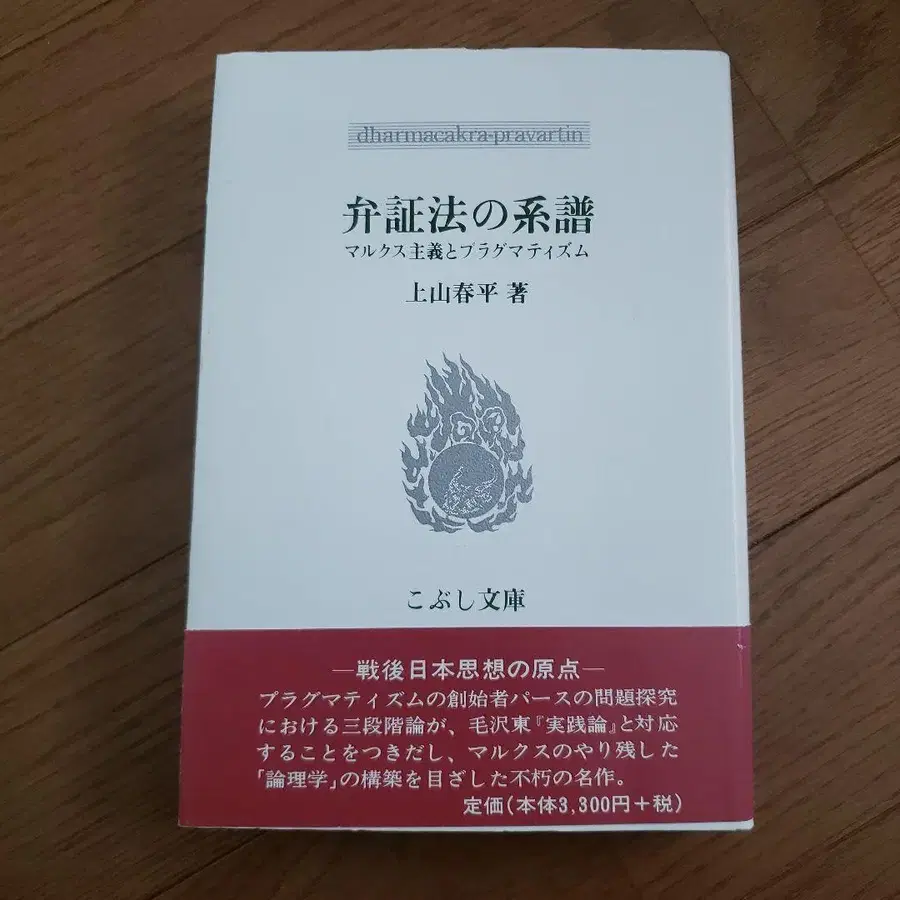 dharmacakra-pravartin
弁証法の系譜
マルクス主義とプラグマティズム
上山春平 著
こぶし文庫
―戦後日本思想の原点―
プラグマティズムの創始者パースの問題探究
における三段階論が、毛沢東『実践論』と対応
することをつきだし、マルクスのやり残した
「論理学」の構築を目ざした不朽の名作。
定価(本体3,300円+税)